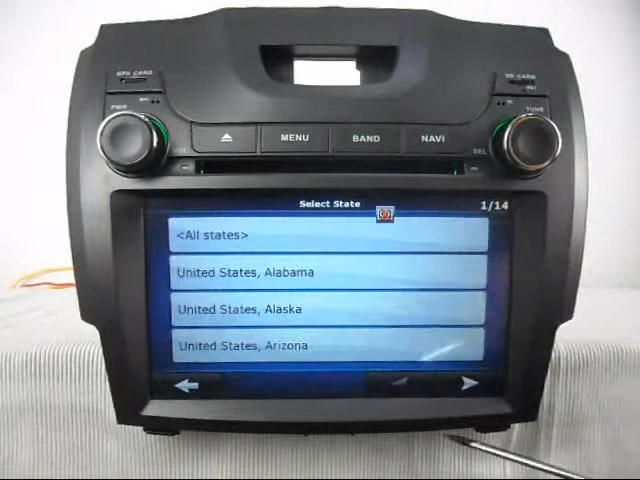 GPS CARD
SD CARD
PWR
TUNE
VOL
MENU
BAND
NAVI
SEL
Select State
1/14
<All states>
United States, Alabama
United States, Alaska
United States, Arizona